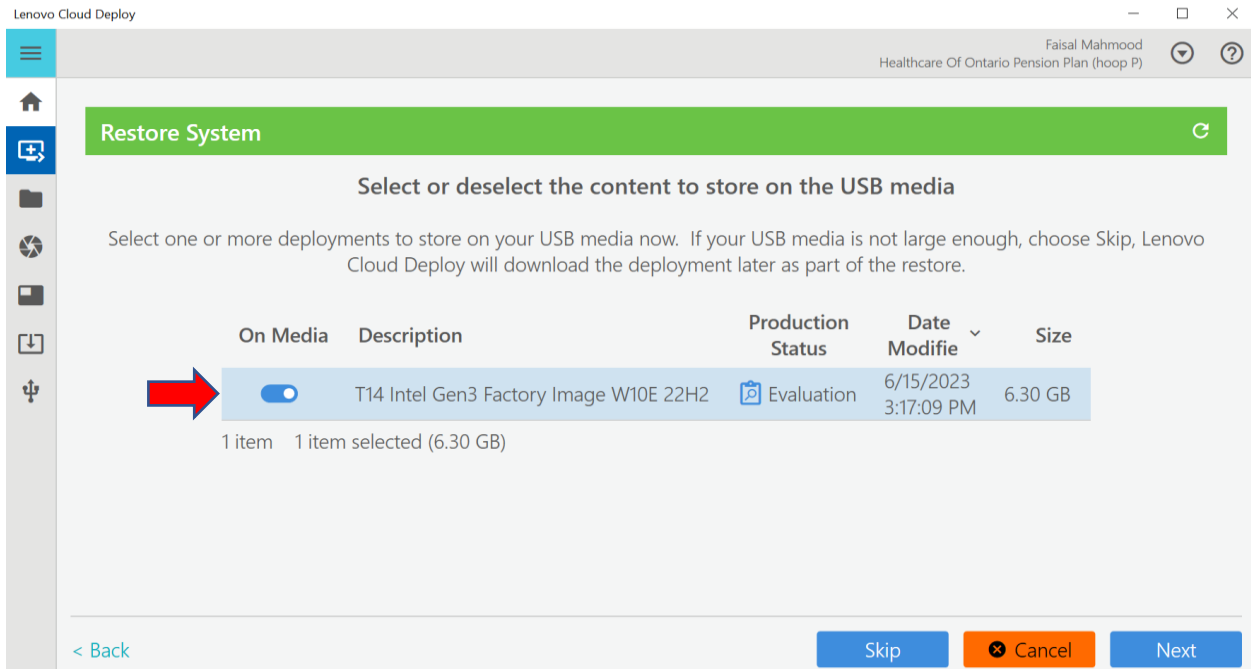 Lenovo Cloud Deploy
Faisal Mahmood
Healthcare Of Ontario Pension Plan (hoop P)
Restore System
Select or deselect the content to store on the USB media
Select one or more deployments to store on your USB media now.  If your USB media is not large enough, choose Skip, Lenovo
Cloud Deploy will download the deployment later as part of the restore.
On Media Description Production Status Date Modifie Size
T14 Intel Gen3 Factory Image W10E 22H2 Evaluation 6/15/2023 3:17:09 PM 6.30 GB
1 item 1 item selected (6.30 GB)
< Back Skip Cancel Next